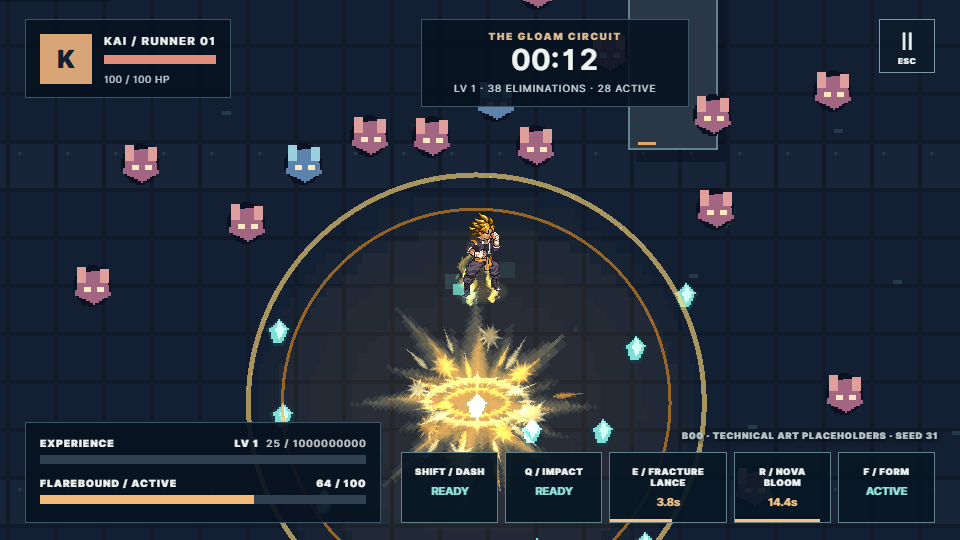 K
KAI / RUNNER 01
100 / 100 HP
THE GLOAM CIRCUIT
00:12
LV 1 · 38 ELIMINATIONS · 28 ACTIVE
ESC
EXPERIENCE
LV 1 25 / 1000000000
FLAREBOUND / ACTIVE
64 / 100
B00 · TECHNICAL ART PLACEHOLDERS · SEED 31
SHIFT / DASH
READY
Q / IMPACT
READY
E / FRACTURE
LANCE
3.8s
R / NOVA
BLOOM
14.4s
F / FORM
ACTIVE